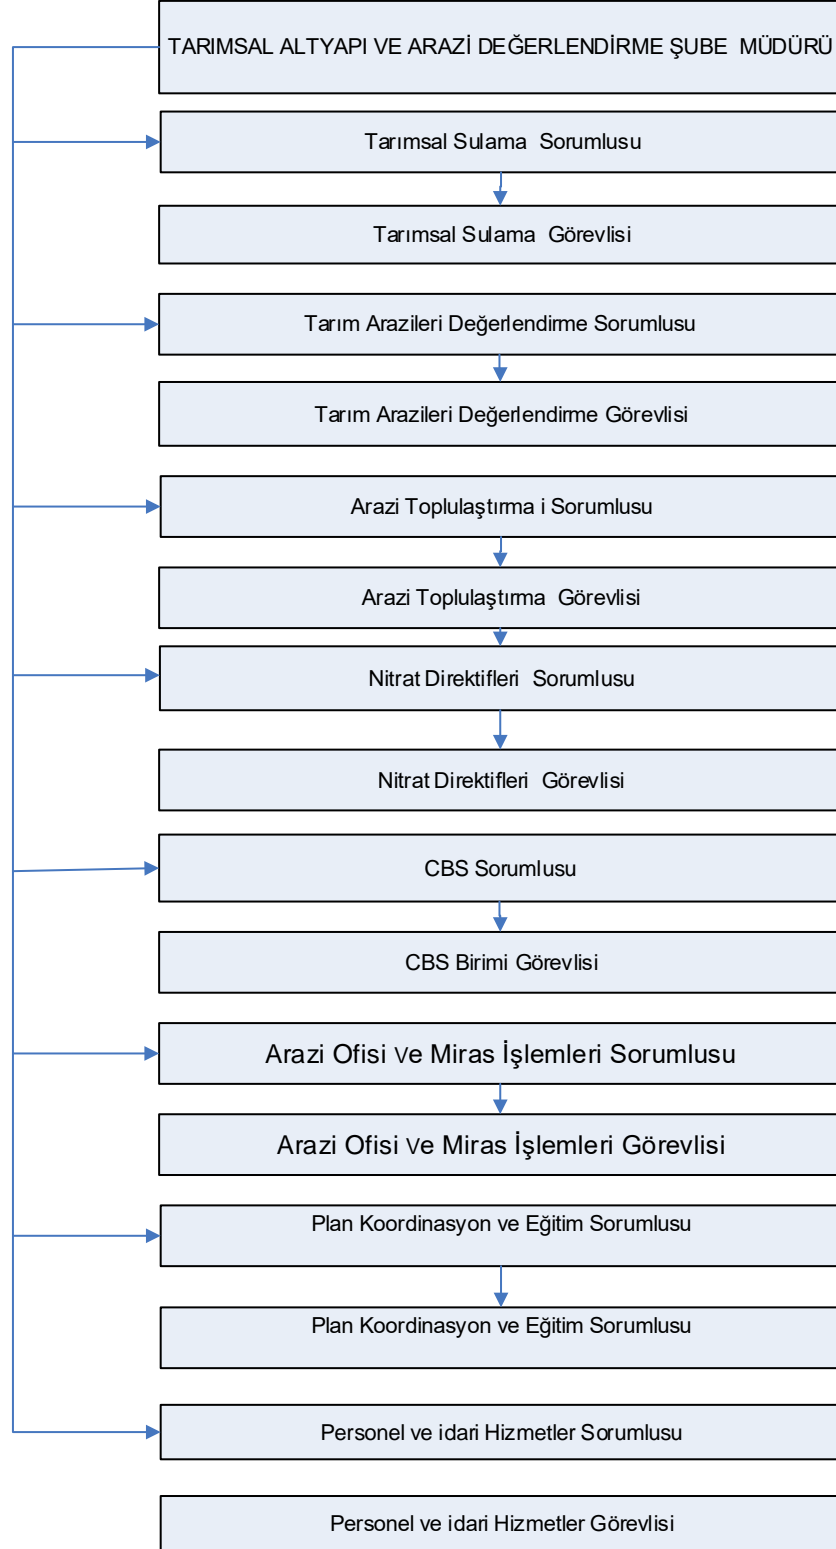 TARIMSAL ALTYAPI VE ARAZİ DEĞERLENDİRME ŞUBE MÜDÜRÜ
Tarımsal Sulama Sorumlusu
Tarımsal Sulama Görevlisi
Tarım Arazileri Değerlendirme Sorumlusu
Tarım Arazileri Değerlendirme Görevlisi
Arazi Toplulaştırma i Sorumlusu
Arazi Toplulaştırma Görevlisi
Nitrat Direktifleri Sorumlusu
Nitrat Direktifleri Görevlisi
CBS Sorumlusu
CBS Birimi Görevlisi
Arazi Ofisi Ve Miras İşlemleri Sorumlusu
Arazi Ofisi Ve Miras İşlemleri Görevlisi
Plan Koordinasyon ve Eğitim Sorumlusu
Plan Koordinasyon ve Eğitim Sorumlusu
Personel ve idari Hizmetler Sorumlusu
Personel ve idari Hizmetler Görevlisi